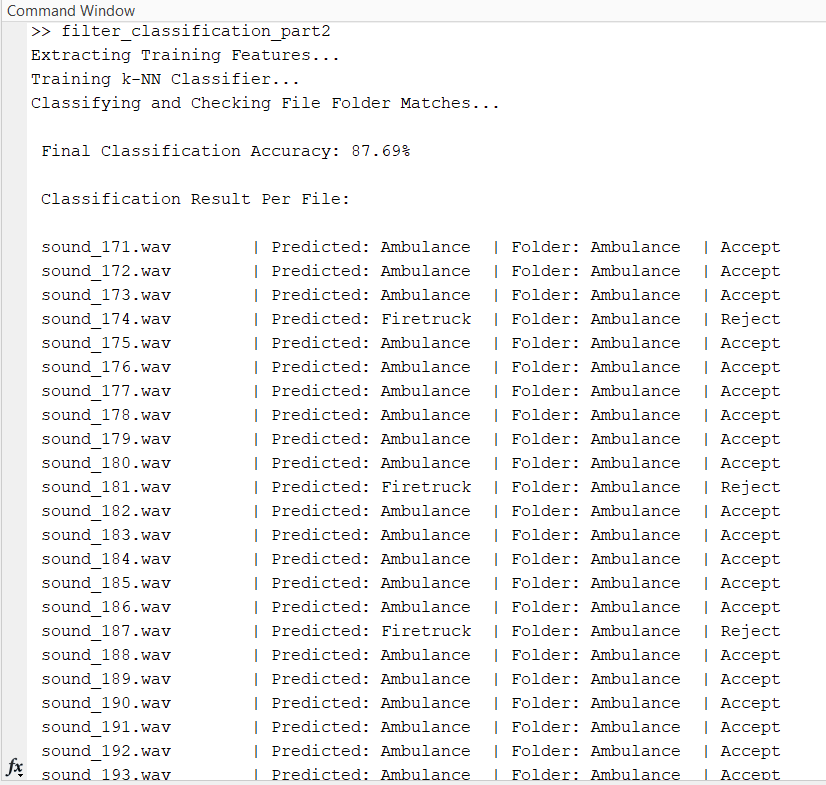 Command Window
>> filter_classification_part2
Extracting Training Features...
Training k-NN Classifier...
Classifying and Checking File Folder Matches...
Final Classification Accuracy: 87.69%
Classification Result Per File:
sound_171.wav | Predicted: Ambulance | Folder: Ambulance | Accept
sound_172.wav | Predicted: Ambulance | Folder: Ambulance | Accept
sound_173.wav | Predicted: Ambulance | Folder: Ambulance | Accept
sound_174.wav | Predicted: Firetruck | Folder: Ambulance | Reject
sound_175.wav | Predicted: Ambulance | Folder: Ambulance | Accept
sound_176.wav | Predicted: Ambulance | Folder: Ambulance | Accept
sound_177.wav | Predicted: Ambulance | Folder: Ambulance | Accept
sound_178.wav | Predicted: Ambulance | Folder: Ambulance | Accept
sound_179.wav | Predicted: Ambulance | Folder: Ambulance | Accept
sound_180.wav | Predicted: Ambulance | Folder: Ambulance | Accept
sound_181.wav | Predicted: Firetruck | Folder: Ambulance | Reject
sound_182.wav | Predicted: Ambulance | Folder: Ambulance | Accept
sound_183.wav | Predicted: Ambulance | Folder: Ambulance | Accept
sound_184.wav | Predicted: Ambulance | Folder: Ambulance | Accept
sound_185.wav | Predicted: Ambulance | Folder: Ambulance | Accept
sound_186.wav | Predicted: Ambulance | Folder: Ambulance | Accept
sound_187.wav | Predicted: Firetruck | Folder: Ambulance | Reject
sound_188.wav | Predicted: Ambulance | Folder: Ambulance | Accept
sound_189.wav | Predicted: Ambulance | Folder: Ambulance | Accept
sound_190.wav | Predicted: Ambulance | Folder: Ambulance | Accept
sound_191.wav | Predicted: Ambulance | Folder: Ambulance | Accept
sound_192.wav | Predicted: Ambulance | Folder: Ambulance | Accept
fx
sound_193.wav | Predicted: Ambulance | Folder: Ambulance | Accept